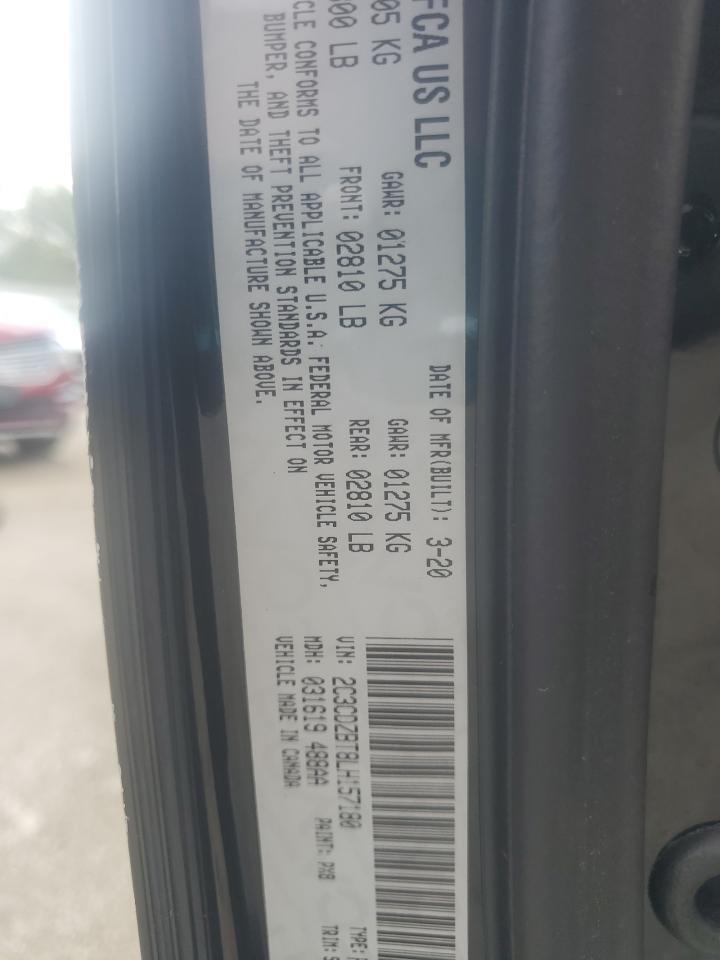 FCA US LLC
DATE OF MFR(BUILT): 3-20
05 KG
GAWR: 01275 KG
GAWR: 01275 KG
00 LB
FRONT: 02810 LB
REAR: 02810 LB
CLE CONFORMS TO ALL APPLICABLE U.S.A. FEDERAL MOTOR VEHICLE SAFETY,
BUMPER, AND THEFT PREVENTION STANDARDS IN EFFECT ON
THE DATE OF MANUFACTURE SHOWN ABOVE.
VIN: 2C3CDZBT8LH157180
TYPE:
MDH: 031619 488AA
PAINT: PX8
TRIM:
VEHICLE MADE IN CANADA